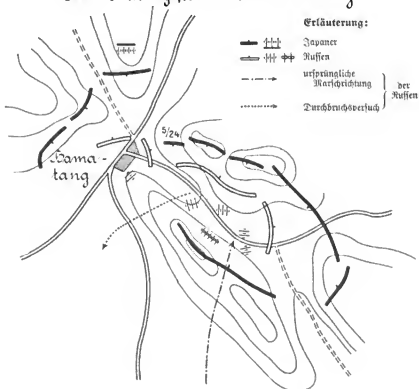 Erläuterung:
Japaner
Russen
ursprüngliche
Marschrichtung
der
Russen
Durchbruchsversuch
5/24
Hama-
tang